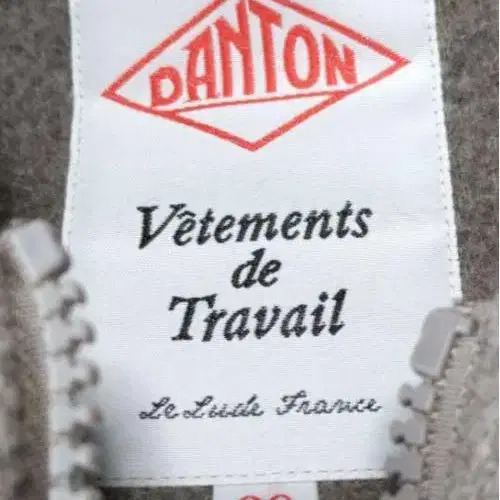 DANTON
Vêtements
de
Travail
Le Lude France